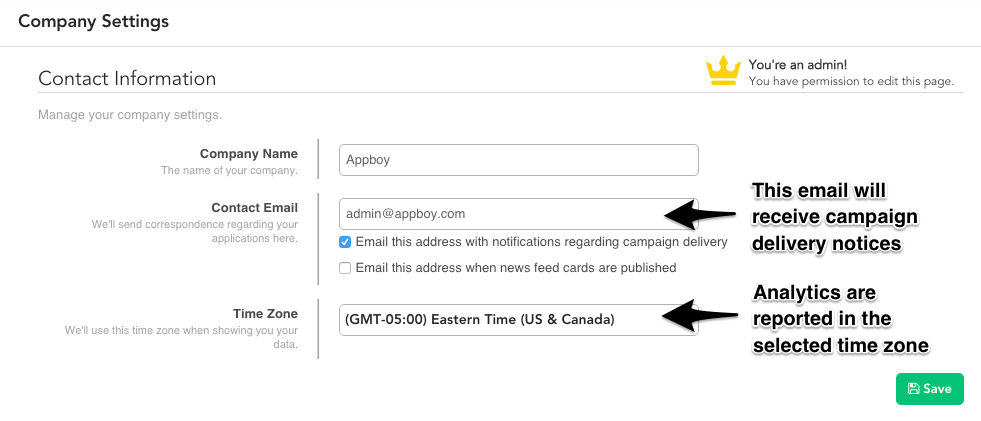 Company Settings
Contact Information
You're an admin!
You have permission to edit this page.
Manage your company settings.
Company Name
The name of your company.
Appboy
Contact Email
We'll send correspondence regarding your
applications here.
admin@appboy.com
Email this address with notifications regarding campaign delivery
Email this address when news feed cards are published
This email will
receive campaign
delivery notices
Time Zone
We'll use this time zone when showing you your
data.
(GMT-05:00) Eastern Time (US & Canada)
Analytics are
reported in the
selected time zone
Save